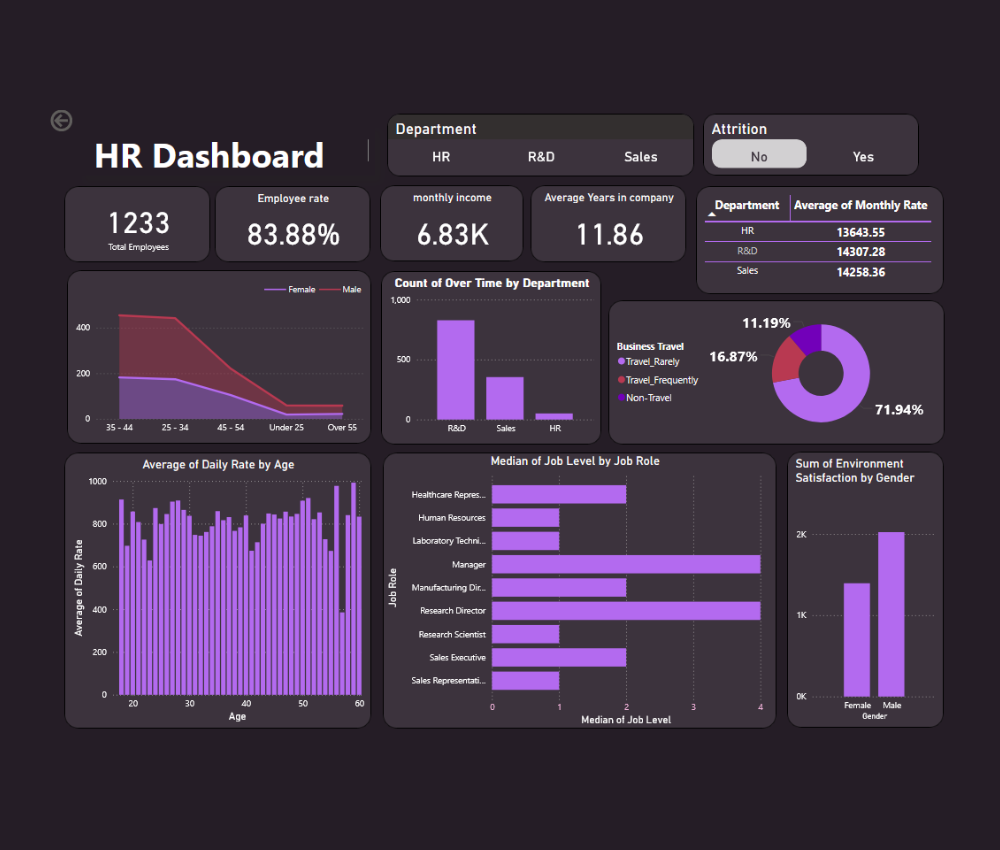 HR Dashboard
Department
HR R&D Sales
Attrition
No Yes
1233
Total Employees
Employee rate
83.88%
monthly income
6.83K
Average Years in company
11.86
Department Average of Monthly Rate
HR 13643.55
R&D 14307.28
Sales 14258.36
Female Male
400
200
0
35 - 44 25 - 34 45 - 54 Under 25 Over 55
Count of Over Time by Department
1,000
500
0
R&D Sales HR
Business Travel
Travel_Rarely
Travel_Frequently
Non-Travel
11.19%
16.87%
71.94%
Average of Daily Rate by Age
Average of Daily Rate
1000
800
600
400
200
0
20 30 40 50 60
Age
Median of Job Level by Job Role
Job Role
Healthcare Repres...
Human Resources
Laboratory Techni...
Manager
Manufacturing Dir...
Research Director
Research Scientist
Sales Executive
Sales Representati...
0 1 2 3 4
Median of Job Level
Sum of Environment
Satisfaction by Gender
2K
1K
0K
Female Male
Gender